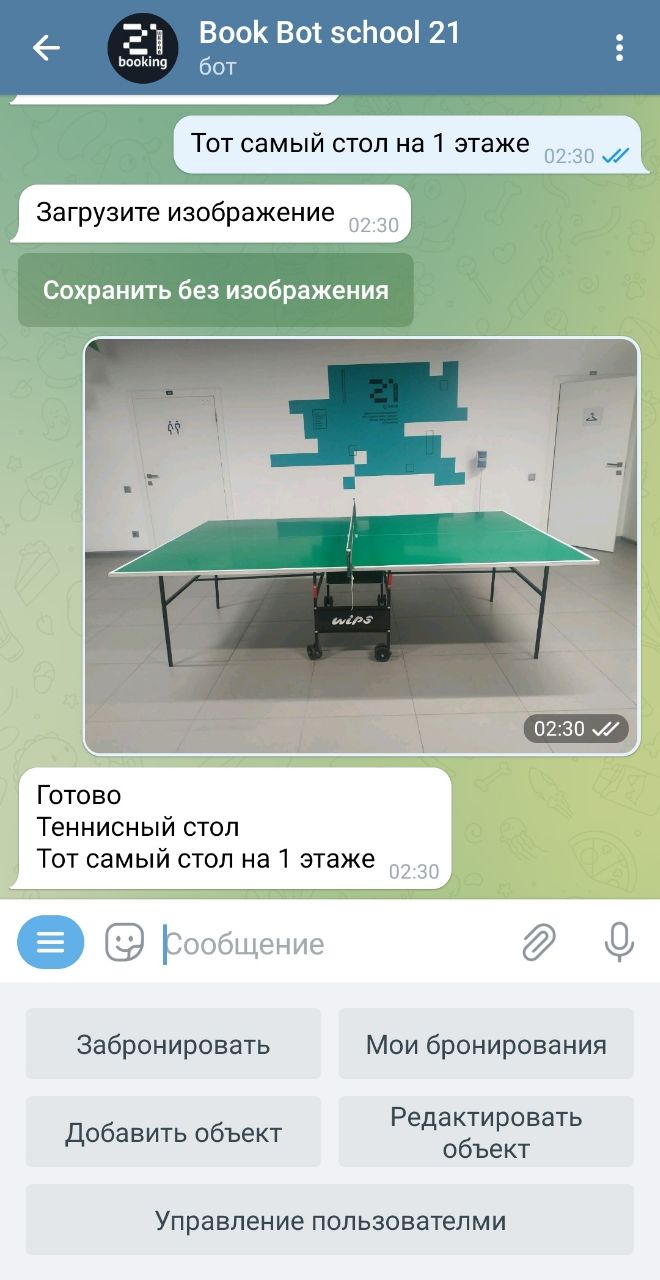 Book Bot school 21
бот
21
ШКОЛА
booking
Тот самый стол на 1 этаже
02:30
Загрузите изображение
02:30
Сохранить без изображения
21
wips
02:30
Готово
Теннисный стол
Тот самый стол на 1 этаже
02:30
Сообщение
Забронировать
Мои бронирования
Добавить объект
Редактировать
объект
Управление пользователми